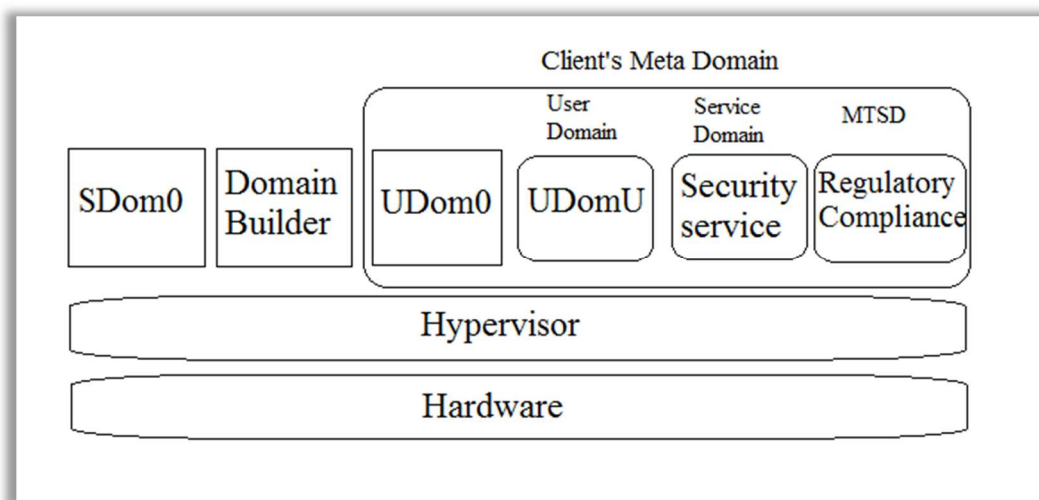 Client's Meta Domain
User
Domain
Service
Domain
MTSD
SDom0
Domain
Builder
UDom0
UDomU
Security
service
Regulatory
Compliance
Hypervisor
Hardware